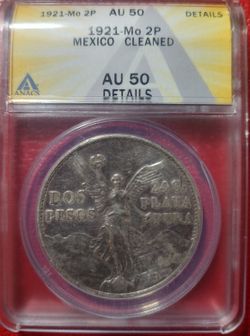 1921-Mo 2P
AU 50
DETAILS
1921-Mo 2P
MEXICO CLEANED
AU 50
DETAILS
ANACS
DOS
PESOS
PLATA
PURA